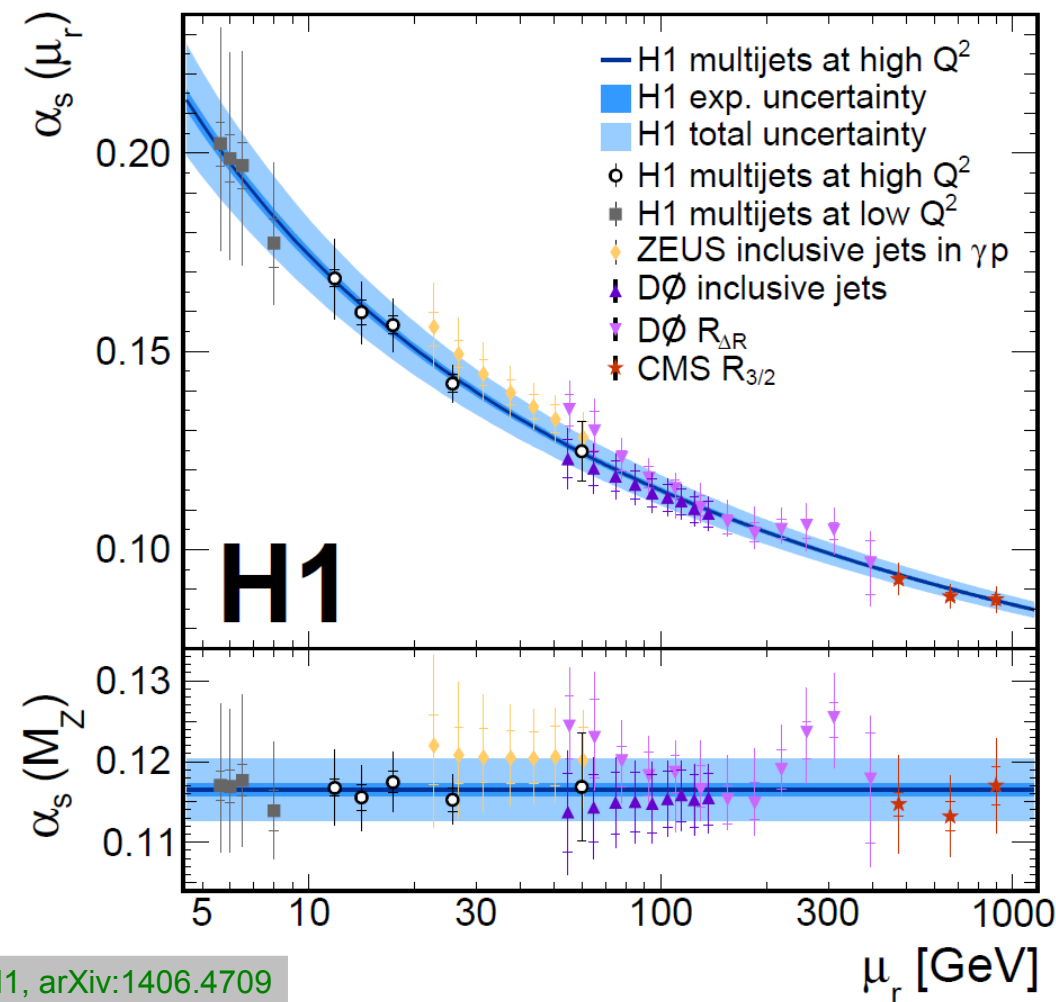 α_s (μ_r)
H1 multijets at high Q²
H1 exp. uncertainty
H1 total uncertainty
H1 multijets at high Q²
H1 multijets at low Q²
ZEUS inclusive jets in γp
DØ inclusive jets
DØ R_ΔR
CMS R_3/2
0.20
0.15
0.10
H1
α_s (M_Z)
0.13
0.12
0.11
5 10 30 100 300 1000
μ_r [GeV]
1, arXiv:1406.4709